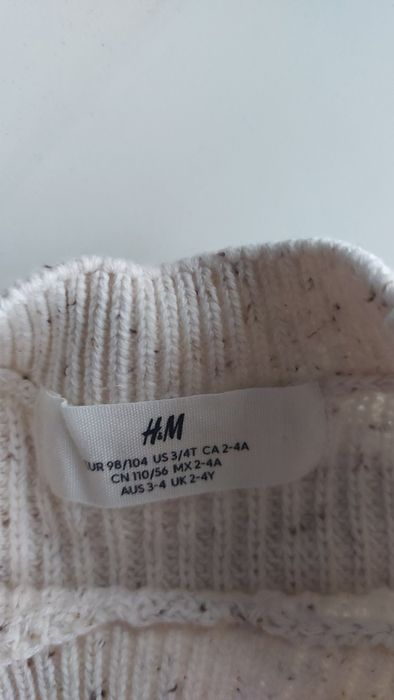 H&M
EUR 98/104 US 3/4T CA 2-4A
CN 110/56 MX 2-4A
AUS 3-4 UK 2-4Y